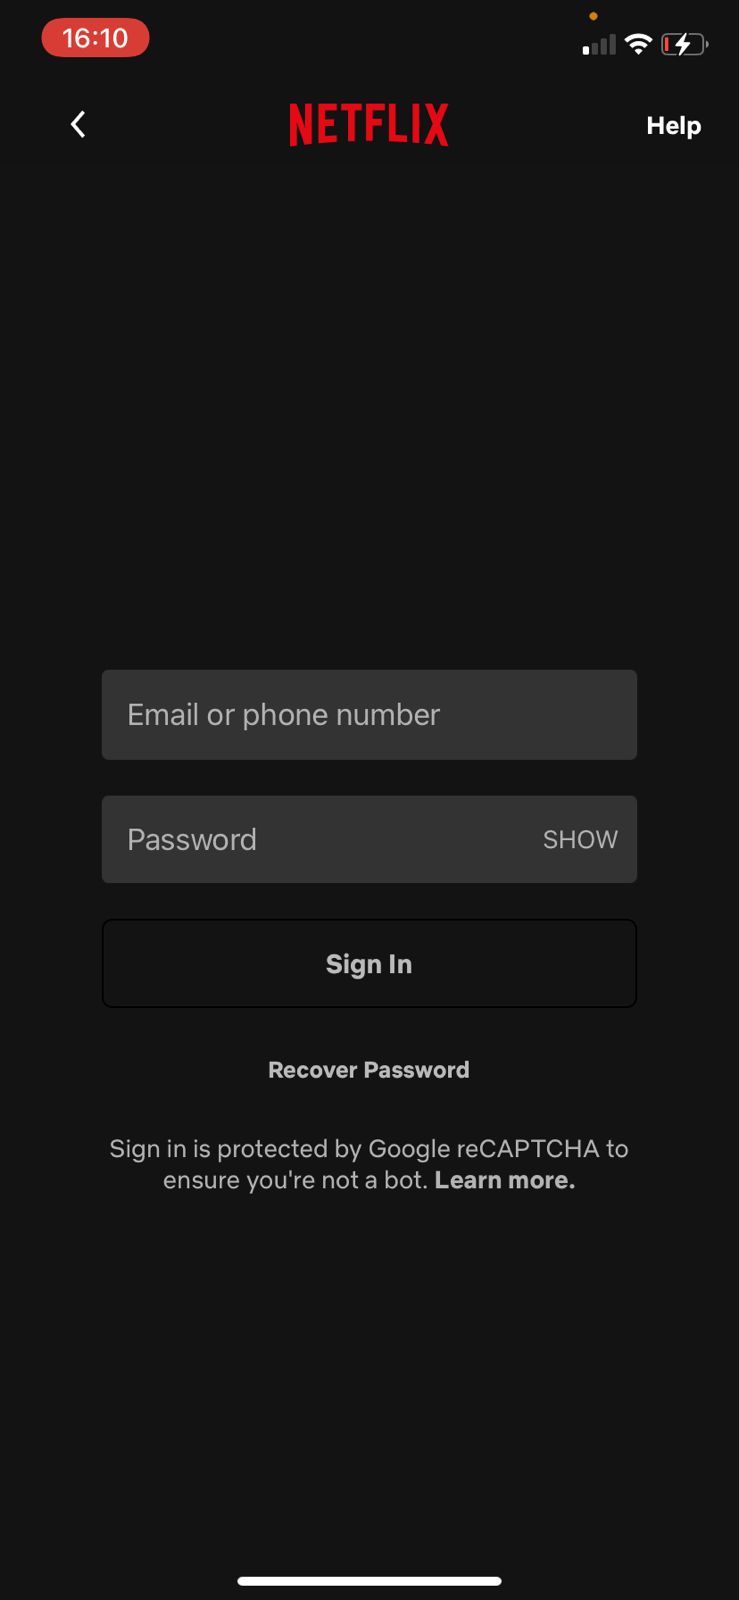 16:10
NETFLIX
Help
Email or phone number
Password
SHOW
Sign In
Recover Password
Sign in is protected by Google reCAPTCHA to
ensure you're not a bot. Learn more.